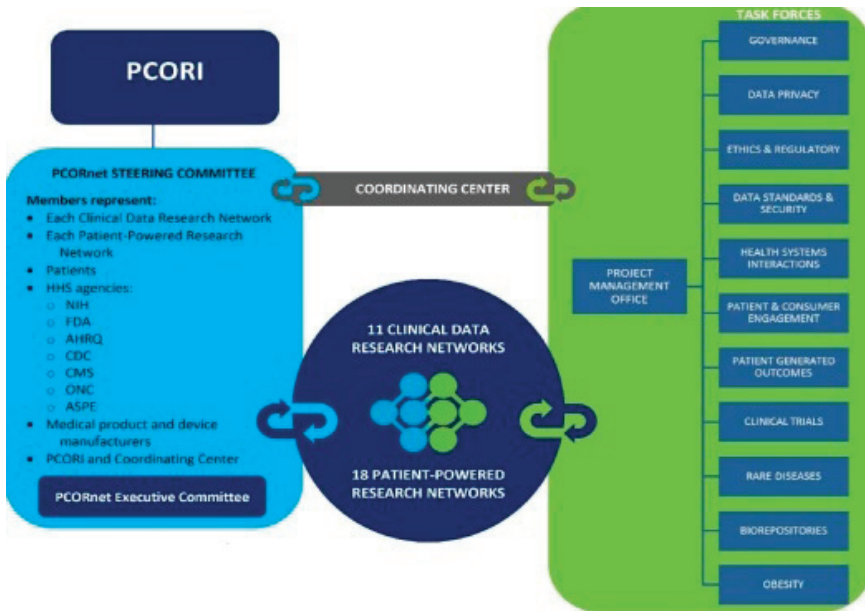 PCORI
PCORnet STEERING COMMITTEE
Members represent:
• Each Clinical Data Research Network
• Each Patient-Powered Research
Network
• Patients
• HHS agencies:
○ NIH
○ FDA
○ AHRQ
○ CDC
○ CMS
○ ONC
○ ASPE
• Medical product and device
manufacturers
• PCORI and Coordinating Center
PCORnet Executive Committee
COORDINATING CENTER
11 CLINICAL DATA
RESEARCH NETWORKS
18 PATIENT-POWERED
RESEARCH NETWORKS
PROJECT
MANAGEMENT
OFFICE
TASK FORCES
GOVERNANCE
DATA PRIVACY
ETHICS & REGULATORY
DATA STANDARDS &
SECURITY
HEALTH SYSTEMS
INTERACTIONS
PATIENT & CONSUMER
ENGAGEMENT
PATIENT GENERATED
OUTCOMES
CLINICAL TRIALS
RARE DISEASES
BIOREPOSITORIES
OBESITY